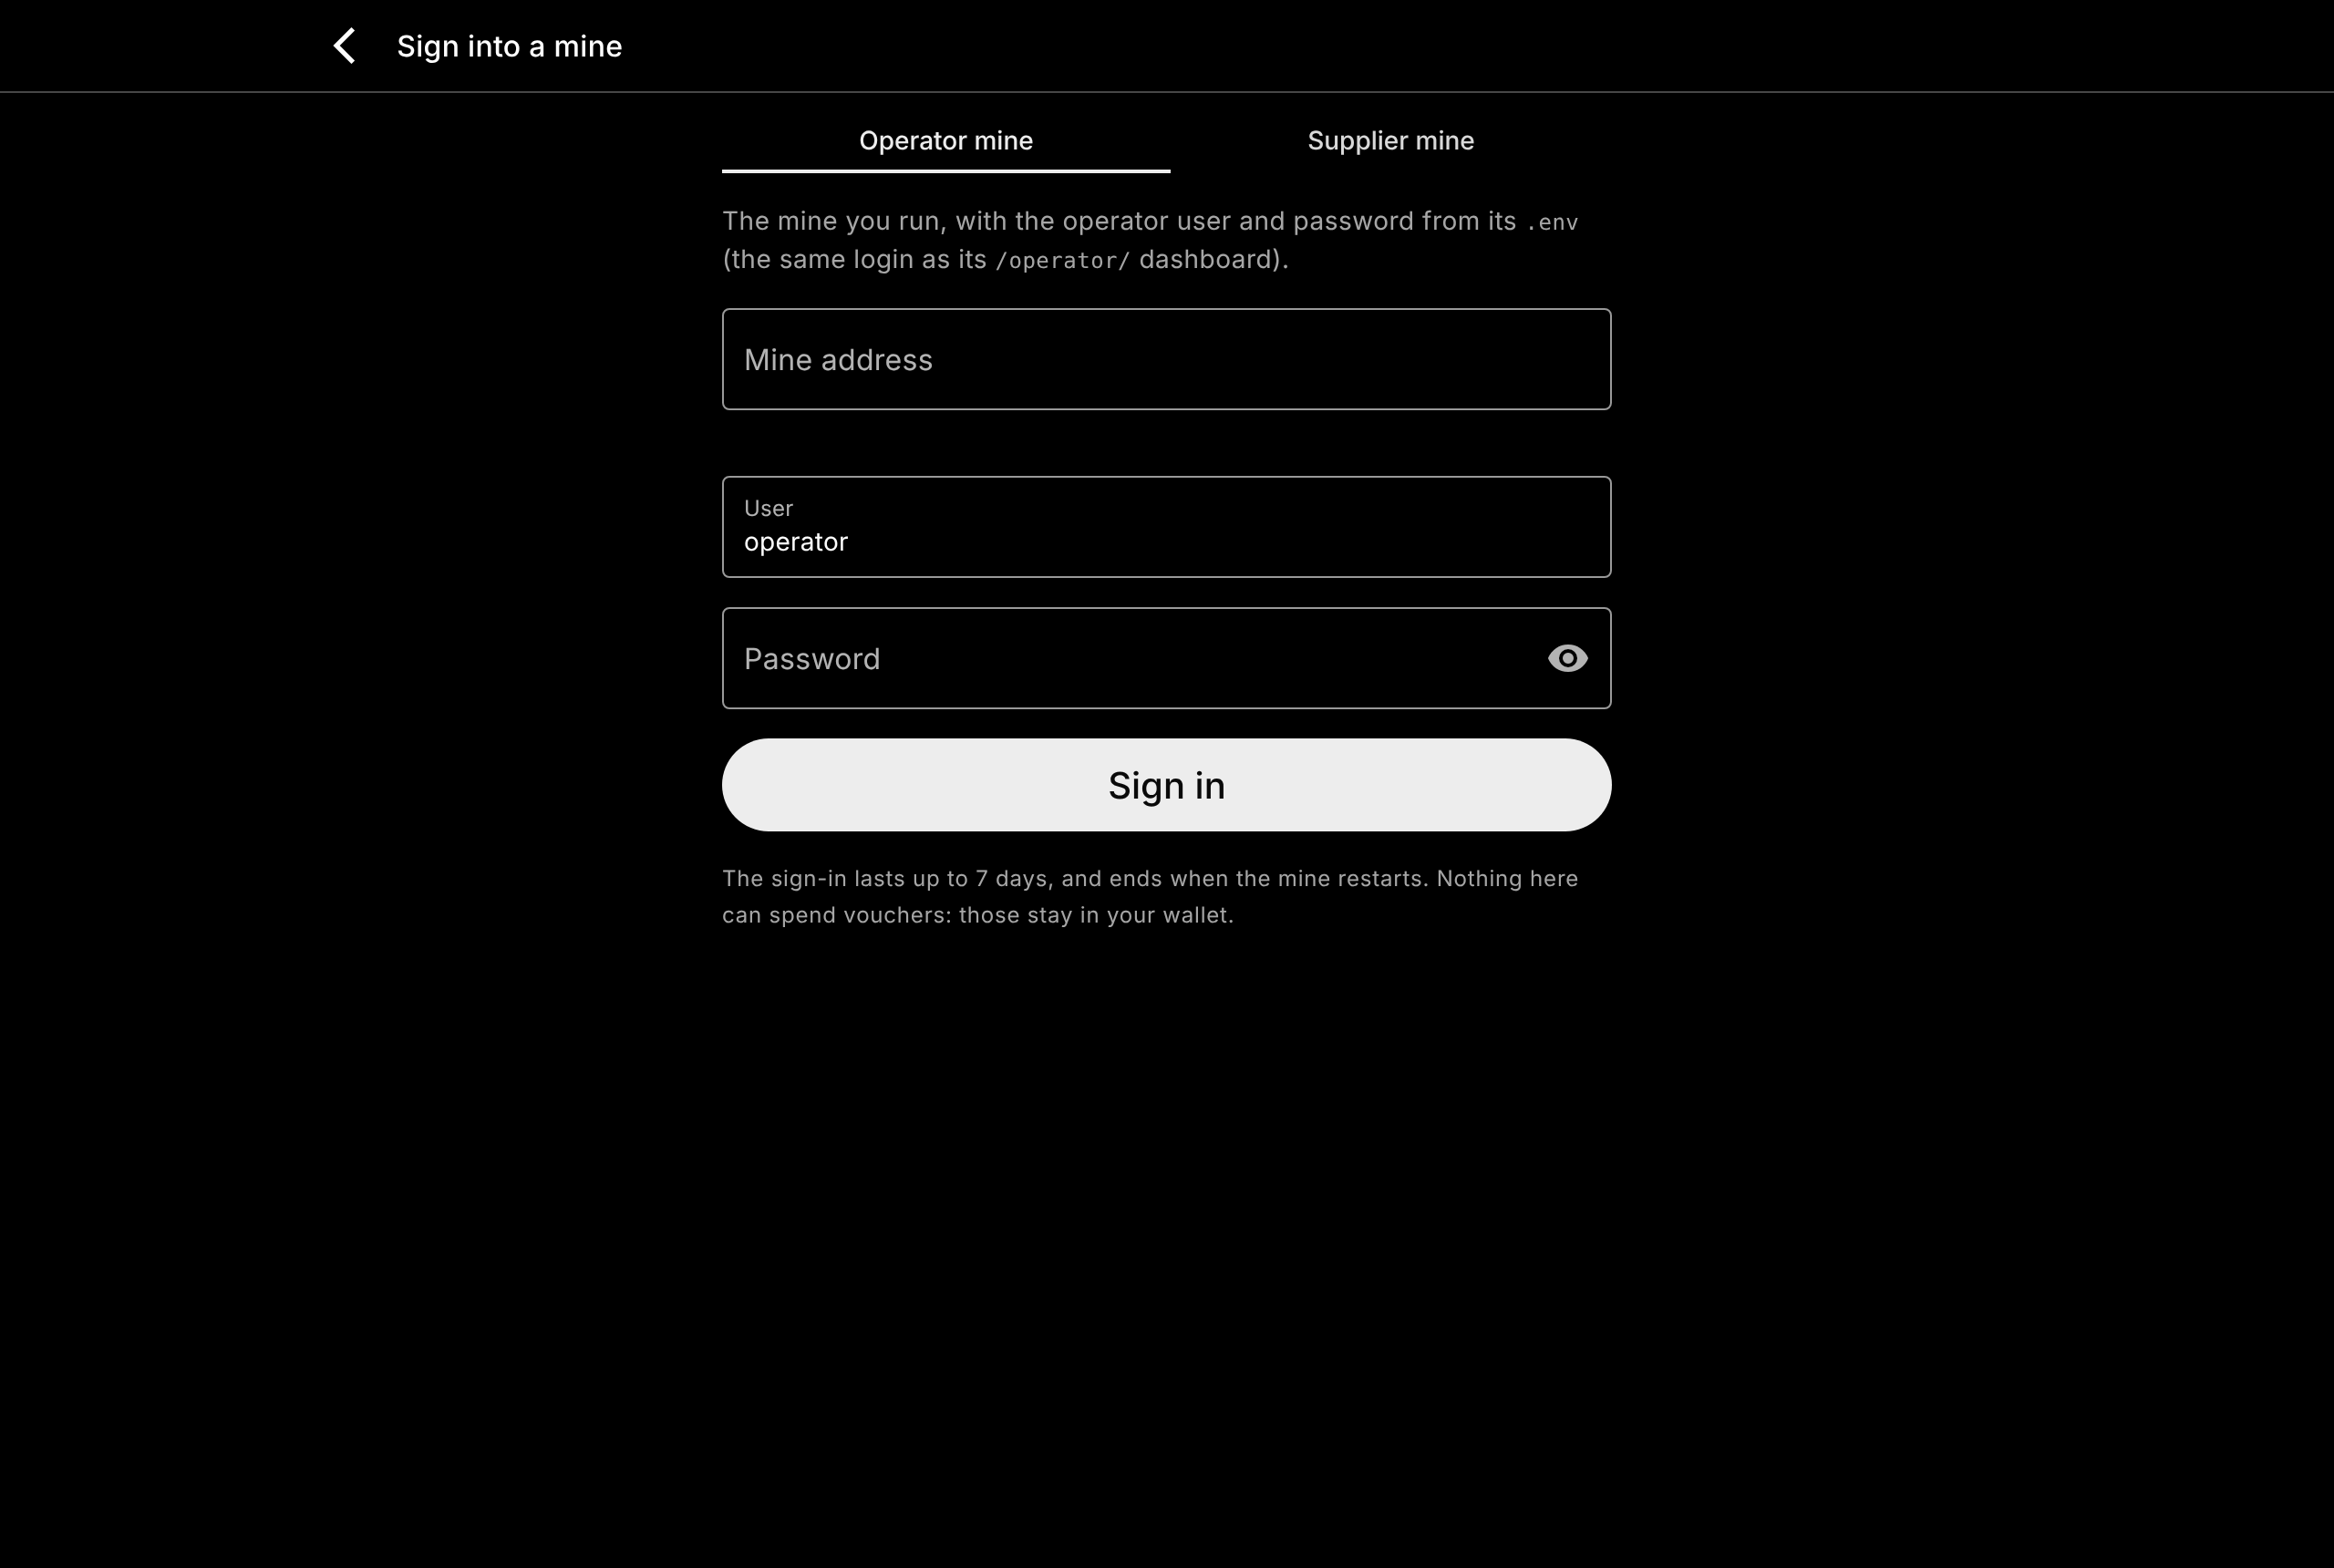 Sign into a mine
Operator mine
Supplier mine
The mine you run, with the operator user and password from its .env
(the same login as its /operator/ dashboard).
Mine address
User
operator
Password
Sign in
The sign-in lasts up to 7 days, and ends when the mine restarts. Nothing here
can spend vouchers: those stay in your wallet.